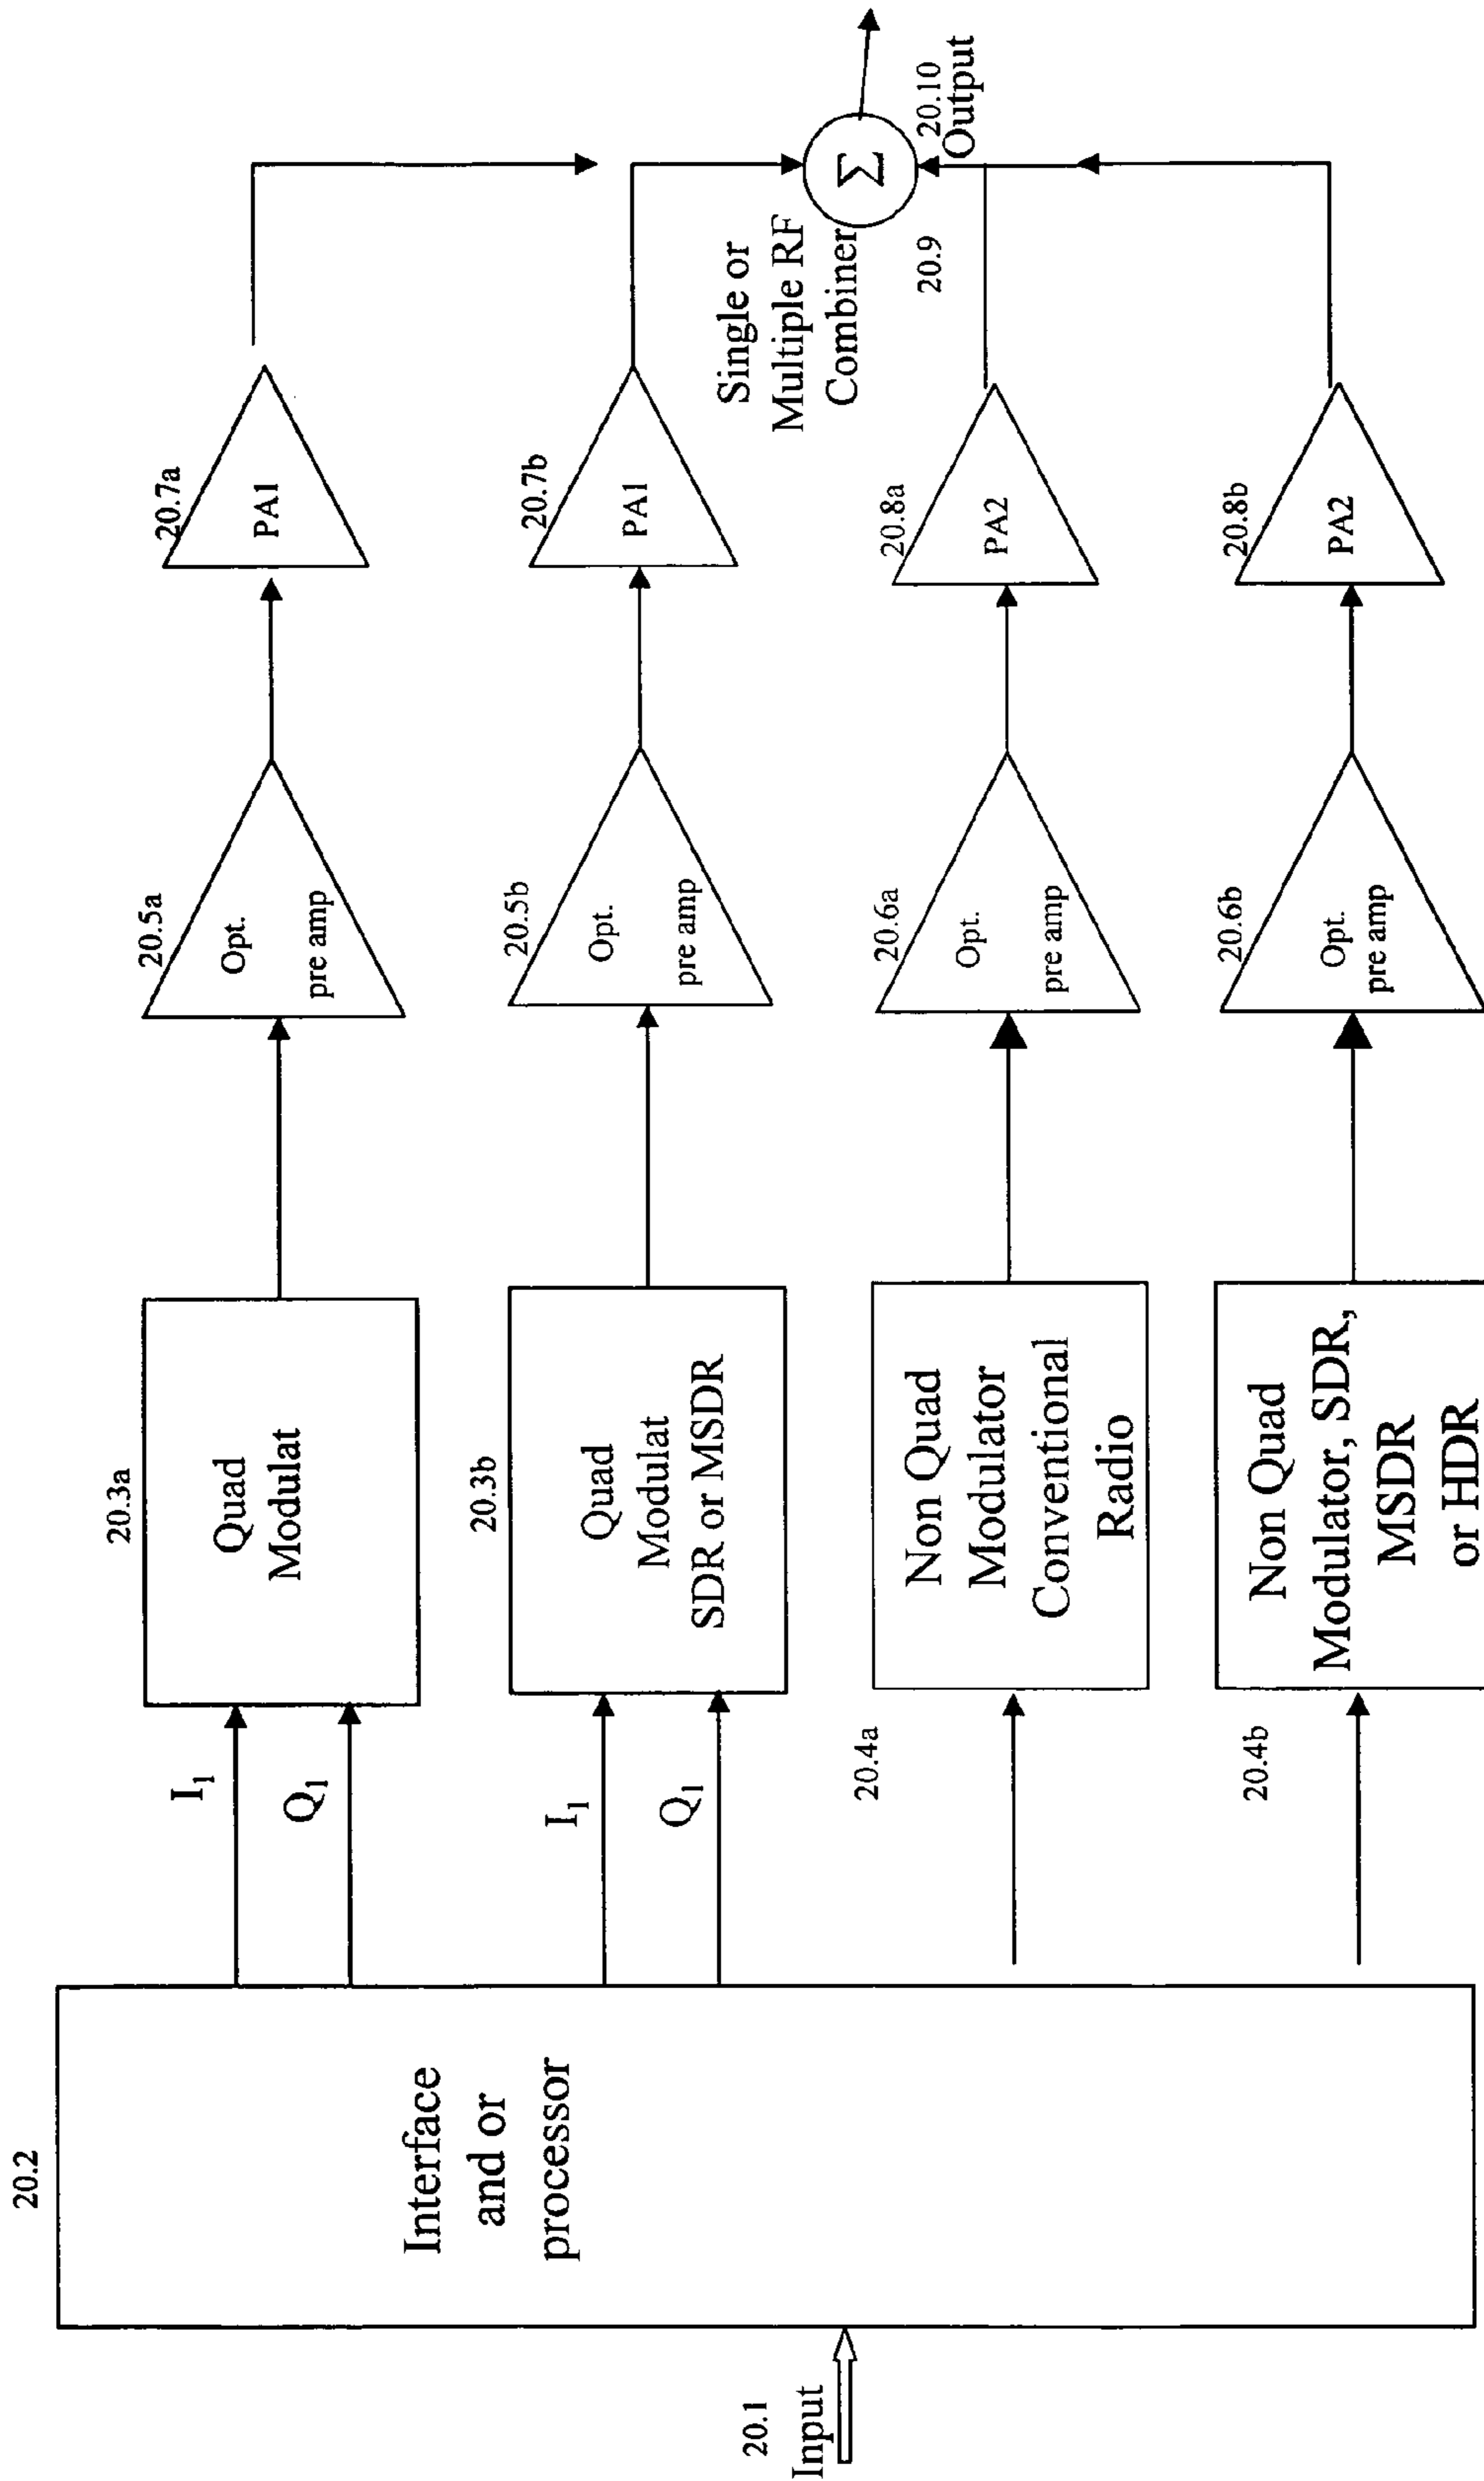 20.1
Input
20.2
Interface
and or
processor
I1
Q1
20.3a
Quad
Modulat
20.5a
Opt.
pre amp
20.7a
PA1
I1
Q1
20.3b
Quad
Modulat
SDR or MSDR
20.5b
Opt.
pre amp
20.7b
PA1
20.4a
Non Quad
Modulator
Conventional
Radio
20.6a
Opt.
pre amp
20.8a
PA2
20.4b
Non Quad
Modulator, SDR,
MSDR
or HDR
20.6b
Opt.
pre amp
20.8b
PA2
Single or
Multiple RF
Combiner
20.9
Σ
20.10
Output